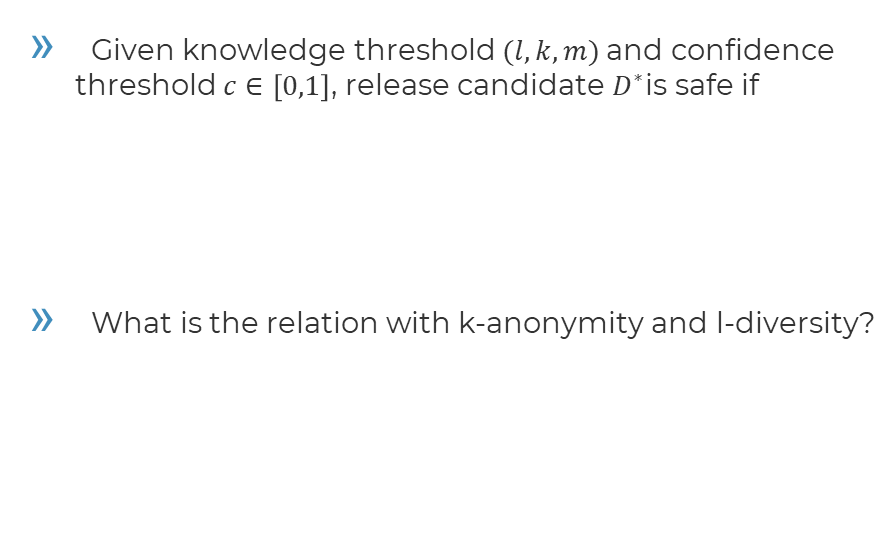 » Given knowledge threshold (l, k, m) and confidence
threshold c ∈ [0,1], release candidate D* is safe if
» What is the relation with k-anonymity and l-diversity?